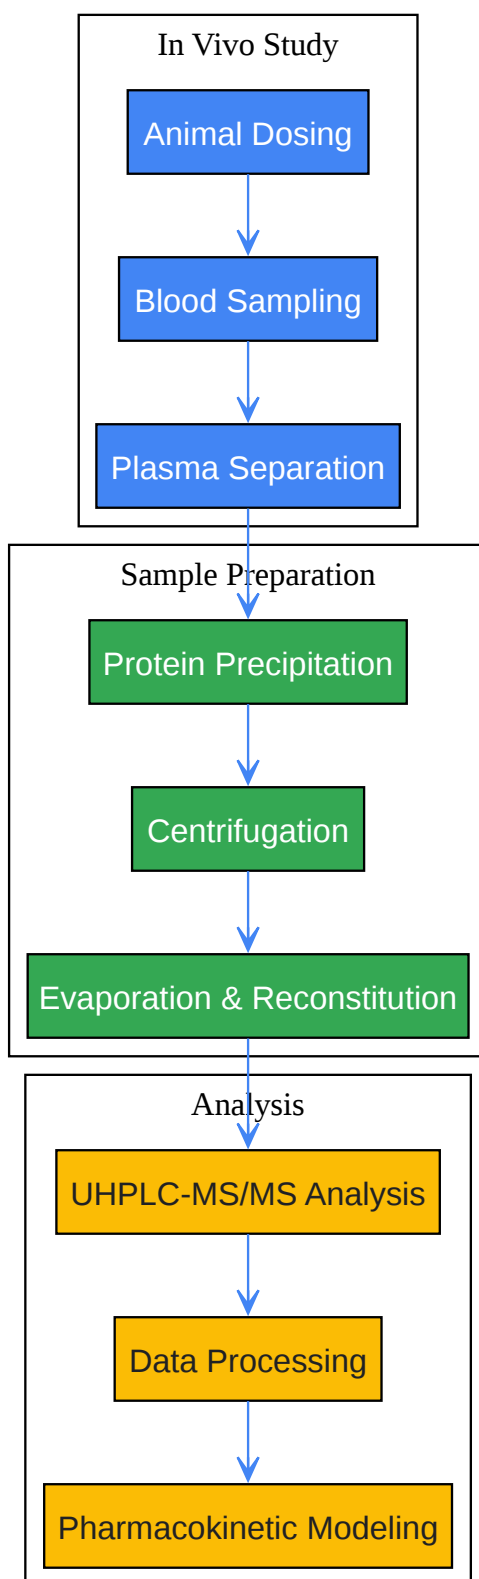 In Vivo Study
Animal Dosing
Blood Sampling
Plasma Separation
Sample Preparation
Protein Precipitation
Centrifugation
Evaporation & Reconstitution
Analysis
UHPLC-MS/MS Analysis
Data Processing
Pharmacokinetic Modeling